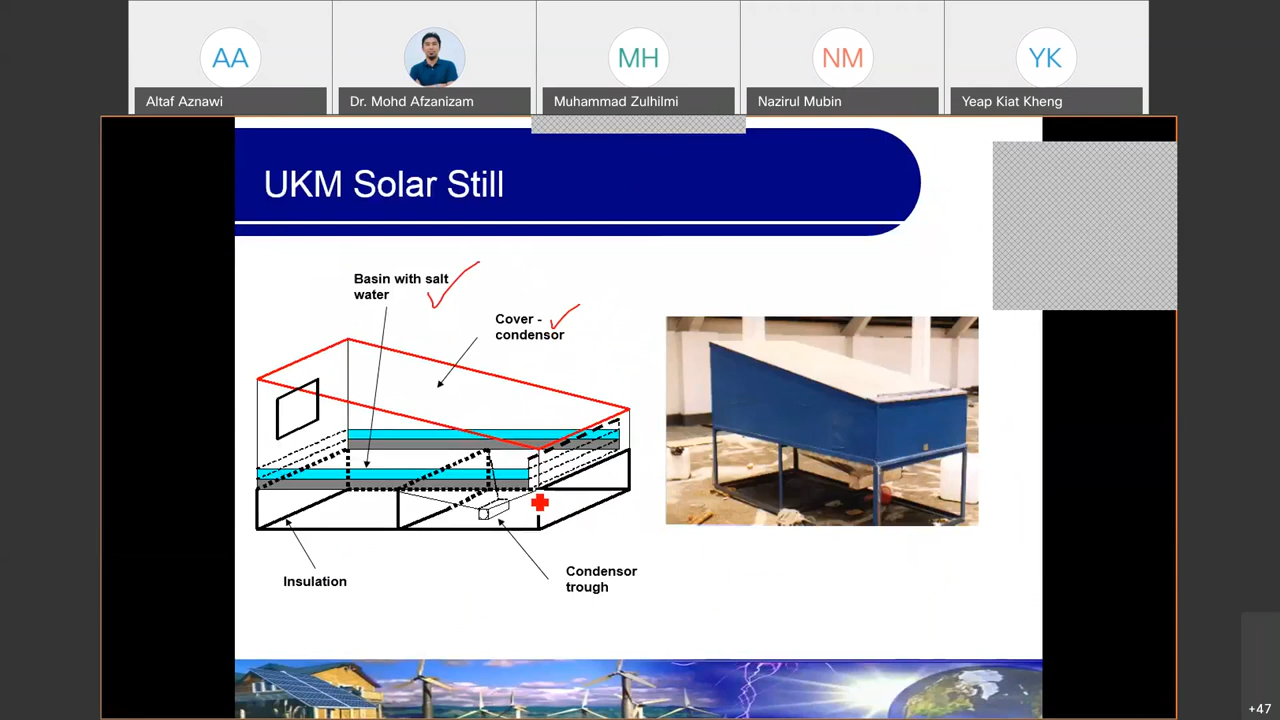 AA
MH
NM
YK
Altaf Aznawi
Dr. Mohd Afzanizam
Muhammad Zulhilmi
Nazirul Mubin
Yeap Kiat Kheng
UKM Solar Still
Basin with salt
water
Cover -
condensor
Insulation
Condensor
trough
+47